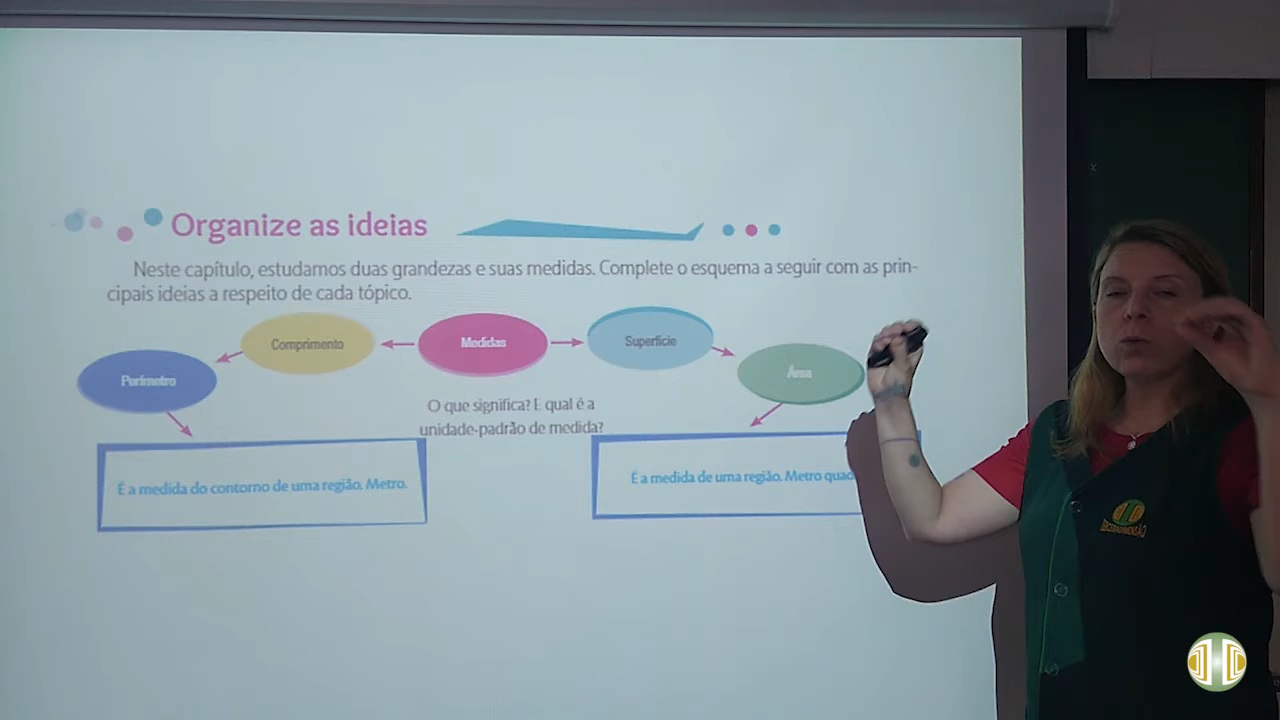 Organize as ideias
Neste capítulo, estudamos duas grandezas e suas medidas. Complete o esquema a seguir com as prin-
cipais ideias a respeito de cada tópico.
Comprimento
Medidas
Superfície
Perímetro
Área
O que significa? E qual é a
unidade-padrão de medida?
É a medida do contorno de uma região. Metro.
É a medida de uma região. Metro quad
TERCEIRADIMENSÃO